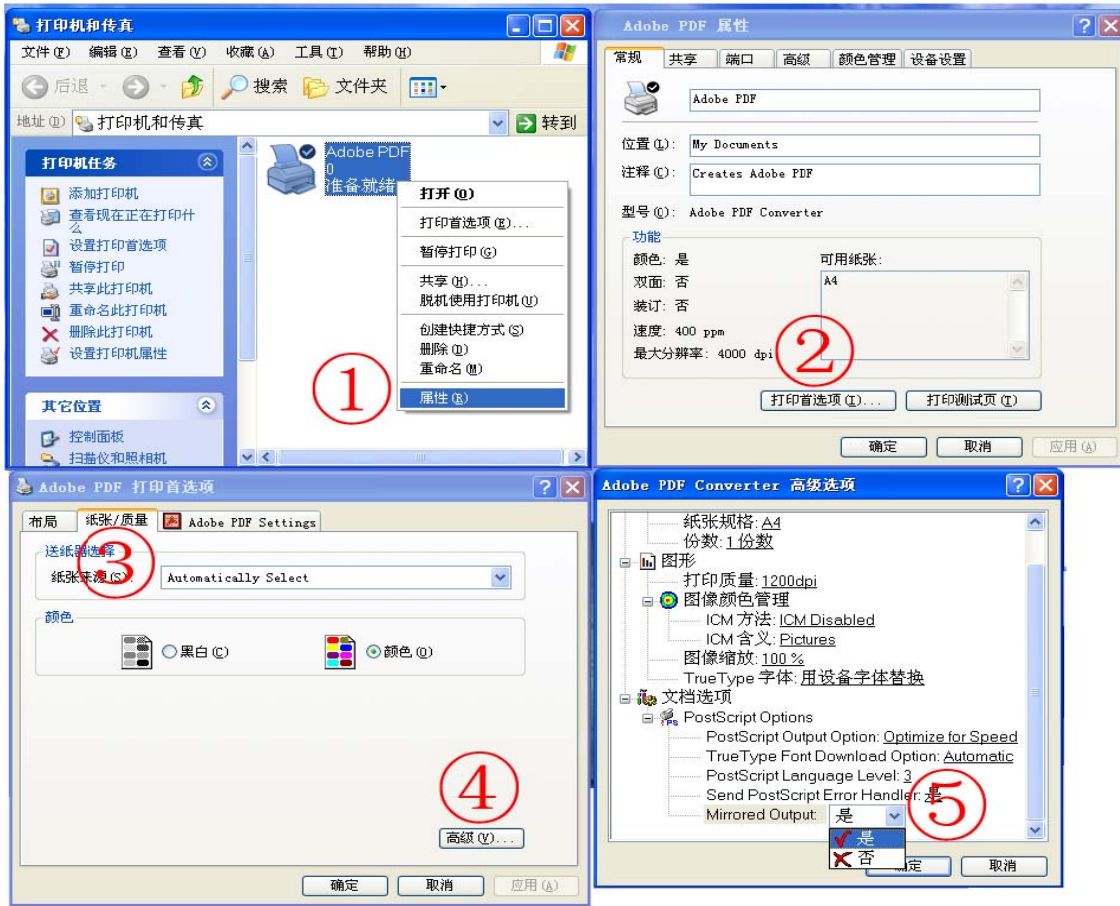 打印机和传真
文件(F) 编辑(E) 查看(V) 收藏(A) 工具(T) 帮助(H)
后退 搜索 文件夹
地址(D) 打印机和传真 转到
打印机任务
添加打印机
查看现在正在打印什
么
设置打印首选项
暂停打印
共享此打印机
重命名此打印机
删除此打印机
设置打印机属性
其它位置
控制面板
扫描仪和照相机
Adobe PDF
0
准备就绪
打开(O)
打印首选项(E)...
暂停打印(G)
共享(H)...
脱机使用打印机(U)
创建快捷方式(S)
删除(D)
重命名(M)
属性(R)
①
Adobe PDF 属性
常规 共享 端口 高级 颜色管理 设备设置
Adobe PDF
位置(L): My Documents
注释(C): Creates Adobe PDF
型号(O): Adobe PDF Converter
功能
颜色: 是 可用纸张:
双面: 否 A4
装订: 否
速度: 400 ppm
最大分辨率: 4000 dpi
②
打印首选项(I)... 打印测试页(T)
确定 取消 应用(A)
Adobe PDF 打印首选项
布局 纸张/质量 Adobe PDF Settings
③
送纸器选择
纸张来源(S): Automatically Select
颜色
黑白(C) 颜色(O)
④
高级(V)...
确定 取消 应用(A)
Adobe PDF Converter 高级选项
纸张规格: A4
份数: 1 份数
图形
打印质量: 1200dpi
图像颜色管理
ICM 方法: ICM Disabled
ICM 含义: Pictures
图像缩放: 100 %
TrueType 字体: 用设备字体替换
文档选项
PostScript Options
PostScript Output Option: Optimize for Speed
TrueType Font Download Option: Automatic
PostScript Language Level: 3
Send PostScript Error Handler: 是
Mirrored Output: 是
⑤
是
否
确定 取消